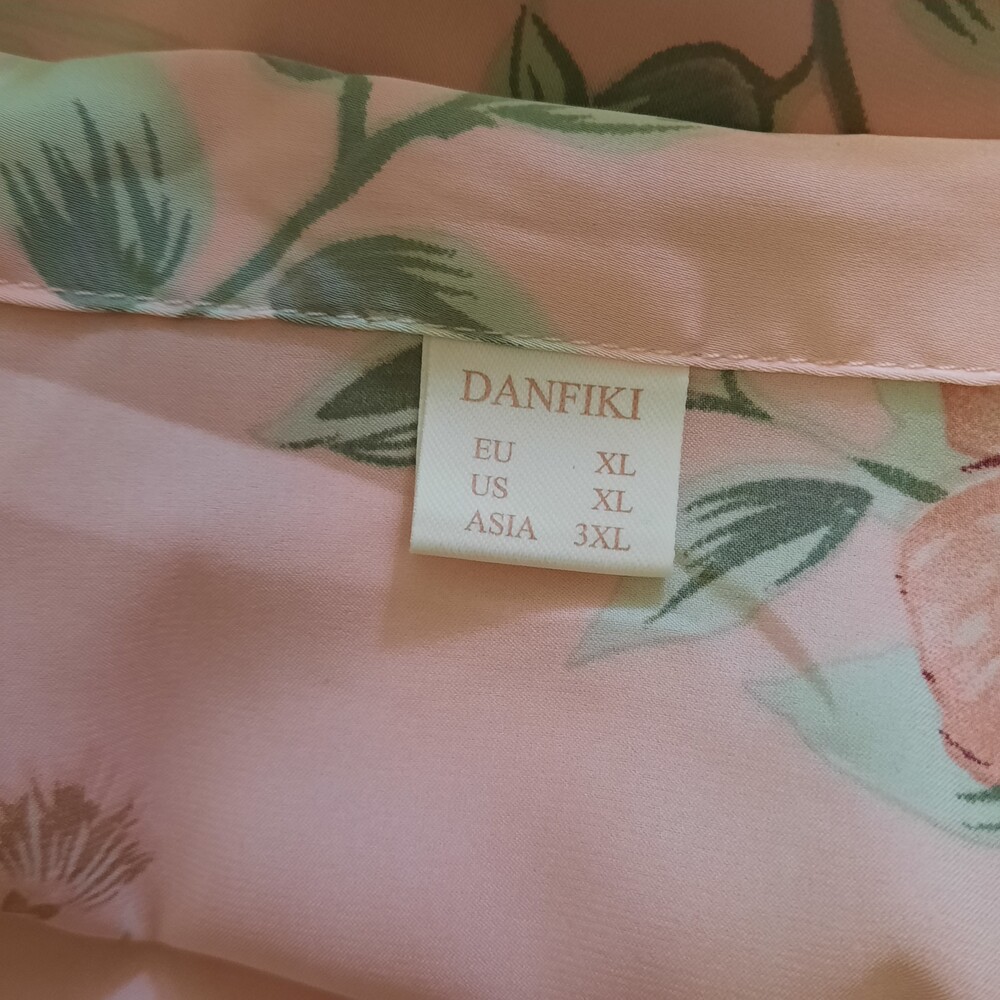 DANFIKI
EU XL
US XL
ASIA 3XL